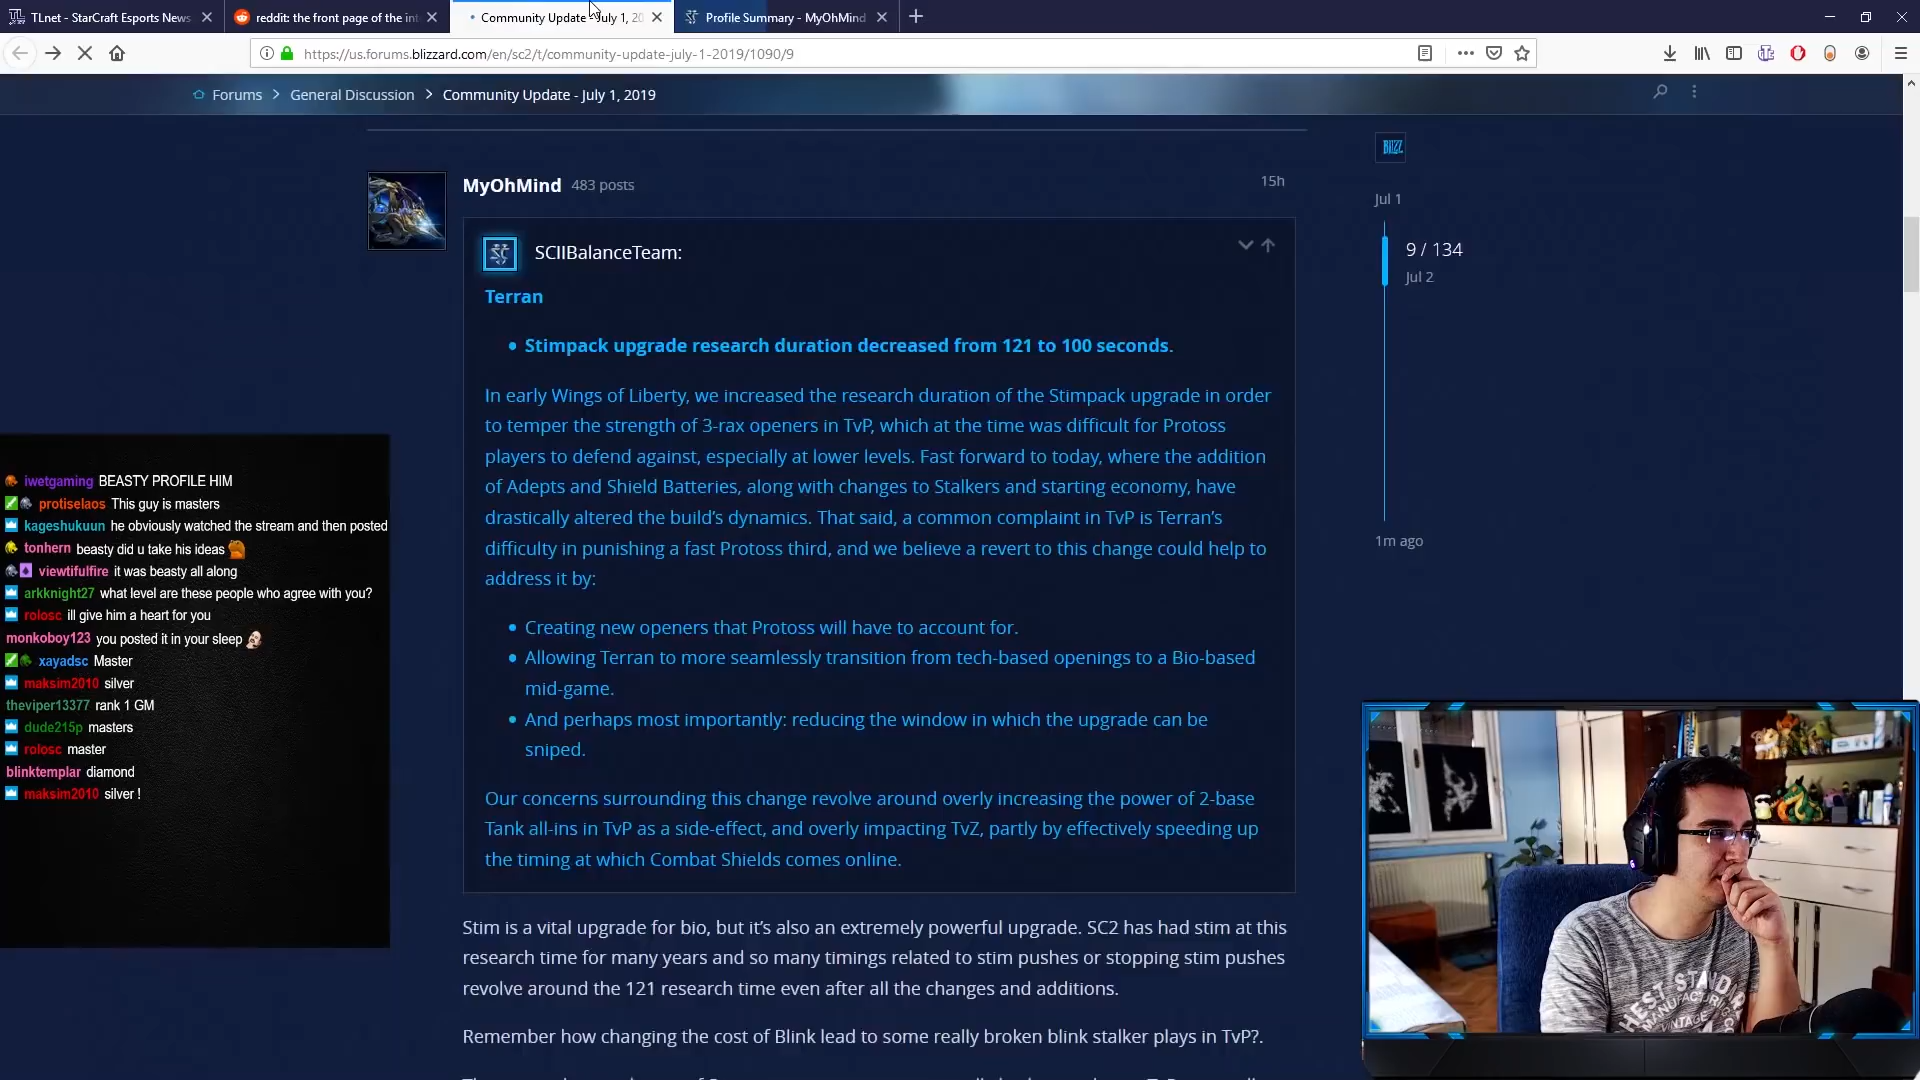 TLnet - StarCraft Esports News
reddit: the front page of the int
Community Update - July 1, 20
Profile Summary - MyOhMind
https://us.forums.blizzard.com/en/sc2/t/community-update-july-1-2019/1090/9
Forums > General Discussion > Community Update - July 1, 2019
MyOhMind 483 posts
15h
SCIIBalanceTeam:
Terran
• Stimpack upgrade research duration decreased from 121 to 100 seconds.
In early Wings of Liberty, we increased the research duration of the Stimpack upgrade in order
to temper the strength of 3-rax openers in TvP, which at the time was difficult for Protoss
players to defend against, especially at lower levels. Fast forward to today, where the addition
of Adepts and Shield Batteries, along with changes to Stalkers and starting economy, have
drastically altered the build's dynamics. That said, a common complaint in TvP is Terran's
difficulty in punishing a fast Protoss third, and we believe a revert to this change could help to
address it by:
• Creating new openers that Protoss will have to account for.
• Allowing Terran to more seamlessly transition from tech-based openings to a Bio-based
mid-game.
• And perhaps most importantly: reducing the window in which the upgrade can be
sniped.
Our concerns surrounding this change revolve around overly increasing the power of 2-base
Tank all-ins in TvP as a side-effect, and overly impacting TvZ, partly by effectively speeding up
the timing at which Combat Shields comes online.
Stim is a vital upgrade for bio, but it's also an extremely powerful upgrade. SC2 has had stim at this
research time for many years and so many timings related to stim pushes or stopping stim pushes
revolve around the 121 research time even after all the changes and additions.
Remember how changing the cost of Blink lead to some really broken blink stalker plays in TvP?.
BLIZZ
Jul 1
9 / 134
Jul 2
1m ago
iwetgaming BEASTY PROFILE HIM
protiselaos This guy is masters
kageshukuun he obviously watched the stream and then posted
tonhern beasty did u take his ideas
viewtifulfire it was beasty all along
arkknight27 what level are these people who agree with you?
rolosc ill give him a heart for you
monkoboy123 you posted it in your sleep
xayadsc Master
maksim2010 silver
theviper13377 rank 1 GM
dude215p masters
rolosc master
blinktemplar diamond
maksim2010 silver !